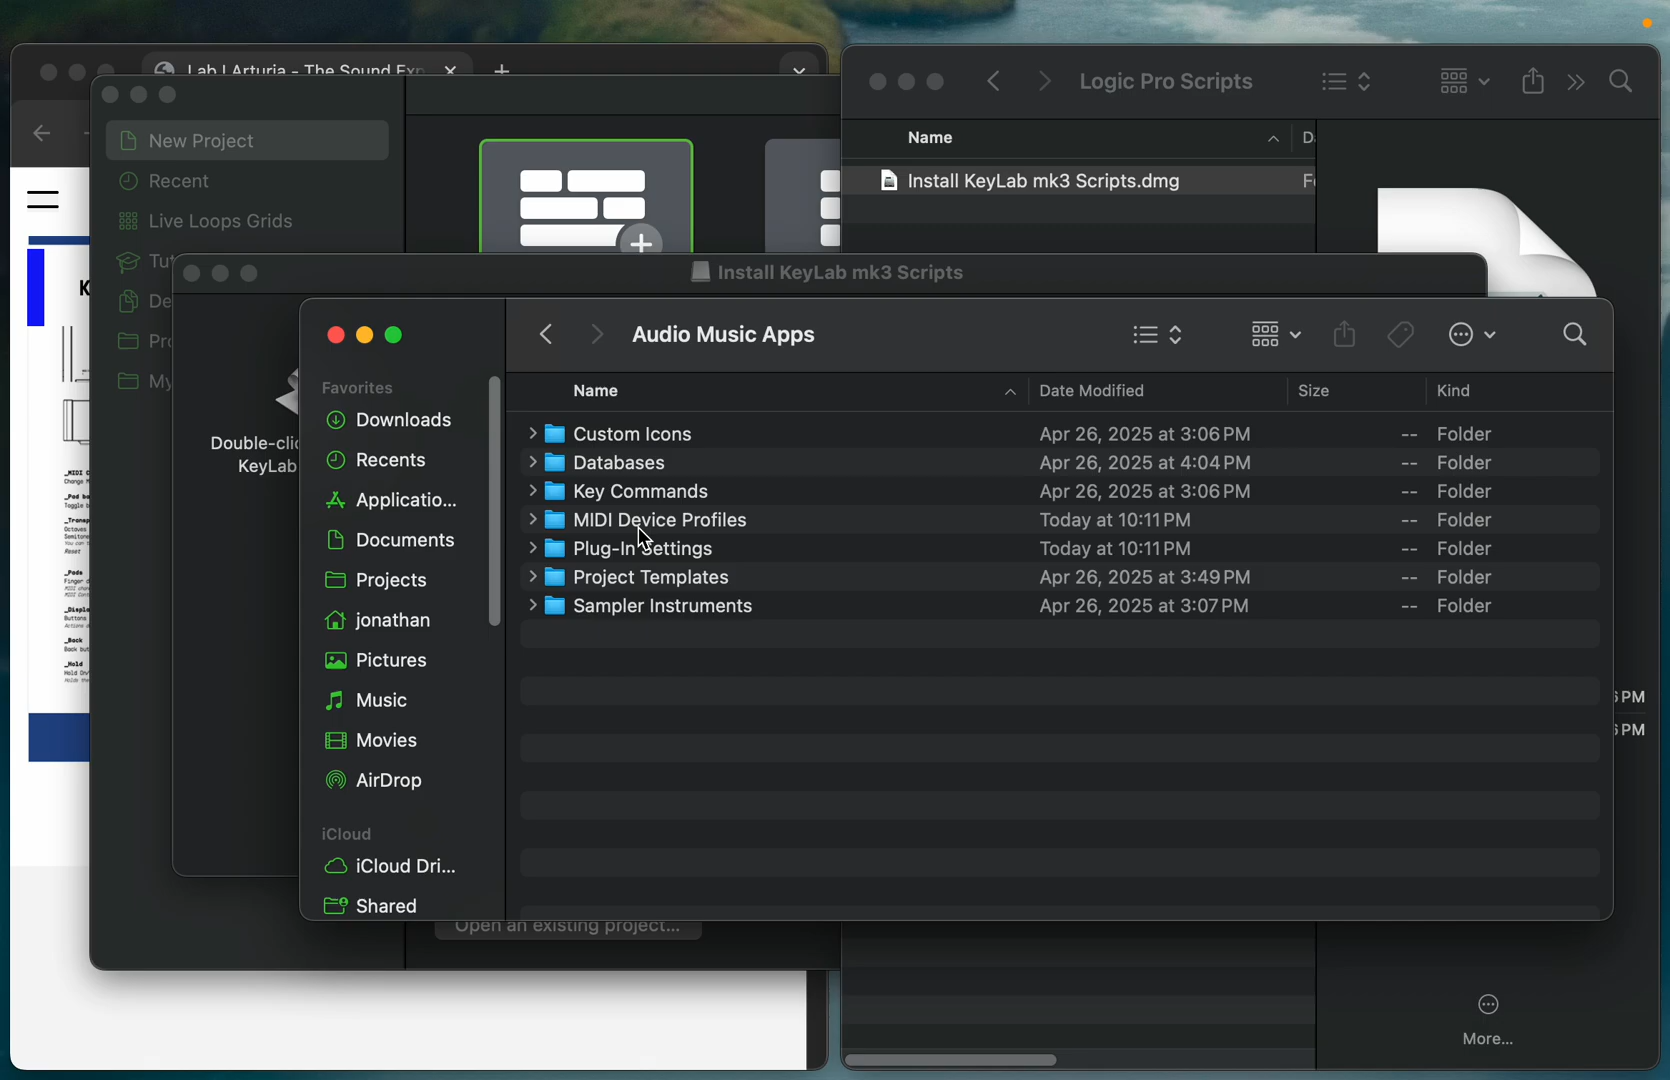 Lab | Arturia - The Sound Exp
Logic Pro Scripts
New Project
Recent
Live Loops Grids
Name
Install KeyLab mk3 Scripts.dmg
Install KeyLab mk3 Scripts
Double-clic
KeyLab
Audio Music Apps
Name Date Modified Size Kind
Favorites
Downloads
Recents
Applicatio...
Documents
Projects
jonathan
Pictures
Music
Movies
AirDrop
iCloud
iCloud Dri...
Shared
Custom Icons Apr 26, 2025 at 3:06 PM -- Folder
Databases Apr 26, 2025 at 4:04 PM -- Folder
Key Commands Apr 26, 2025 at 3:06 PM -- Folder
MIDI Device Profiles Today at 10:11 PM -- Folder
Plug-In Settings Today at 10:11 PM -- Folder
Project Templates Apr 26, 2025 at 3:49 PM -- Folder
Sampler Instruments Apr 26, 2025 at 3:07 PM -- Folder
PM
PM
Open an existing project...
More...